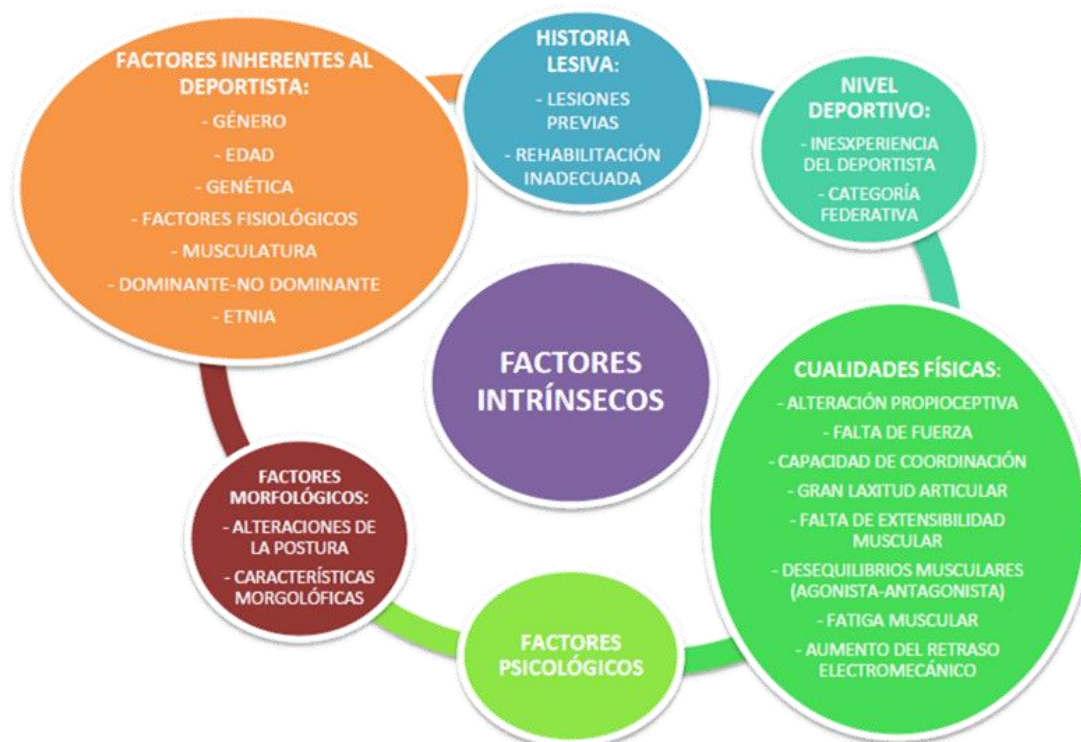 FACTORES INHERENTES AL
DEPORTISTA:
- GÉNERO
- EDAD
- GENÉTICA
- FACTORES FISIOLÓGICOS
- MUSCULATURA
- DOMINANTE-NO DOMINANTE
- ETNIA
HISTORIA
LESIVA:
- LESIONES
PREVIAS
- REHABILITACIÓN
INADECUADA
NIVEL
DEPORTIVO:
- INESXPERIENCIA
DEL DEPORTISTA
- CATEGORÍA
FEDERATIVA
FACTORES
INTRÍNSECOS
CUALIDADES FÍSICAS:
- ALTERACIÓN PROPIOCEPTIVA
- FALTA DE FUERZA
- CAPACIDAD DE COORDINACIÓN
- GRAN LAXITUD ARTICULAR
- FALTA DE EXTENSIBILIDAD
MUSCULAR
- DESEQUILIBRIOS MUSCULARES
(AGONISTA-ANTAGONISTA)
- FATIGA MUSCULAR
- AUMENTO DEL RETRASO
ELECTROMECÁNICO
FACTORES
PSICOLÓGICOS
FACTORES
MORFOLÓGICOS:
- ALTERACIONES DE
LA POSTURA
- CARACTERÍSTICAS
MORGOLÓFICAS